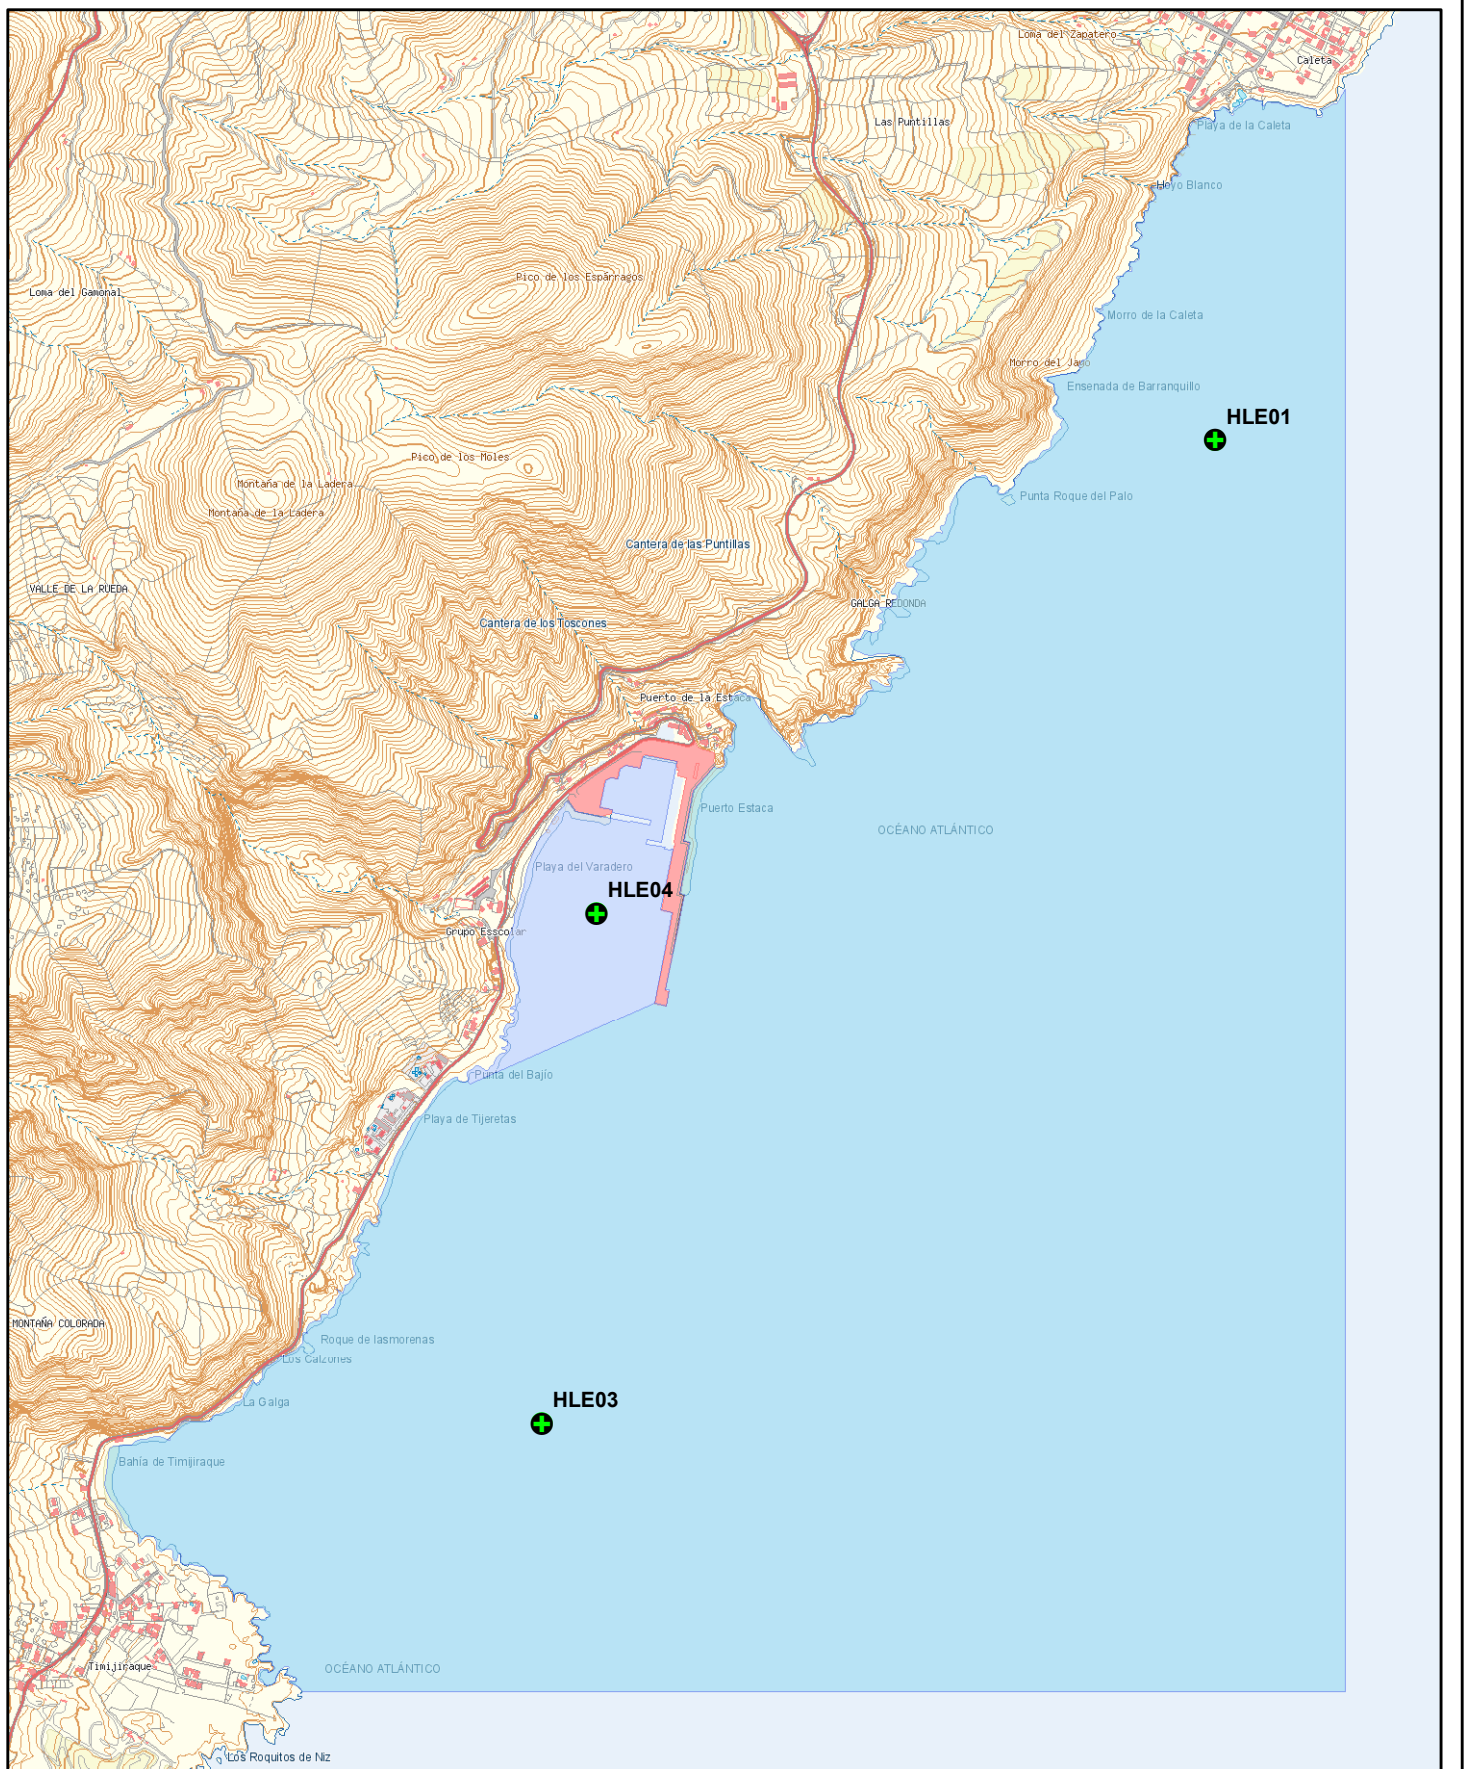 Loma del Zapatero
Caleta
Las Puntillas
Playa de la Caleta
Hoyo Blanco
Pico de los Espárragos
Loma del Gamonal
Morro de la Caleta
Morro del Jayo
Ensenada de Barranquillo
HLE01
Pico de los Moles
Montaña de la Ladera
Punta Roque del Palo
Montaña de la Ladera
Cantera de las Puntillas
VALLE DE LA RUEDA
GALGA REDONDA
Cantera de los Toscones
Puerto de la Estaca
Puerto Estaca
OCÉANO ATLÁNTICO
Playa del Varadero
HLE04
Grupo Esscolar
Punta del Bajío
Playa de Tijeretas
MONTAÑA COLORADA
Roque de lasmorenas
Los Calzones
La Galga
HLE03
Bahía de Timijiraque
Timijiraque
OCÉANO ATLÁNTICO
Los Roquitos de Niz